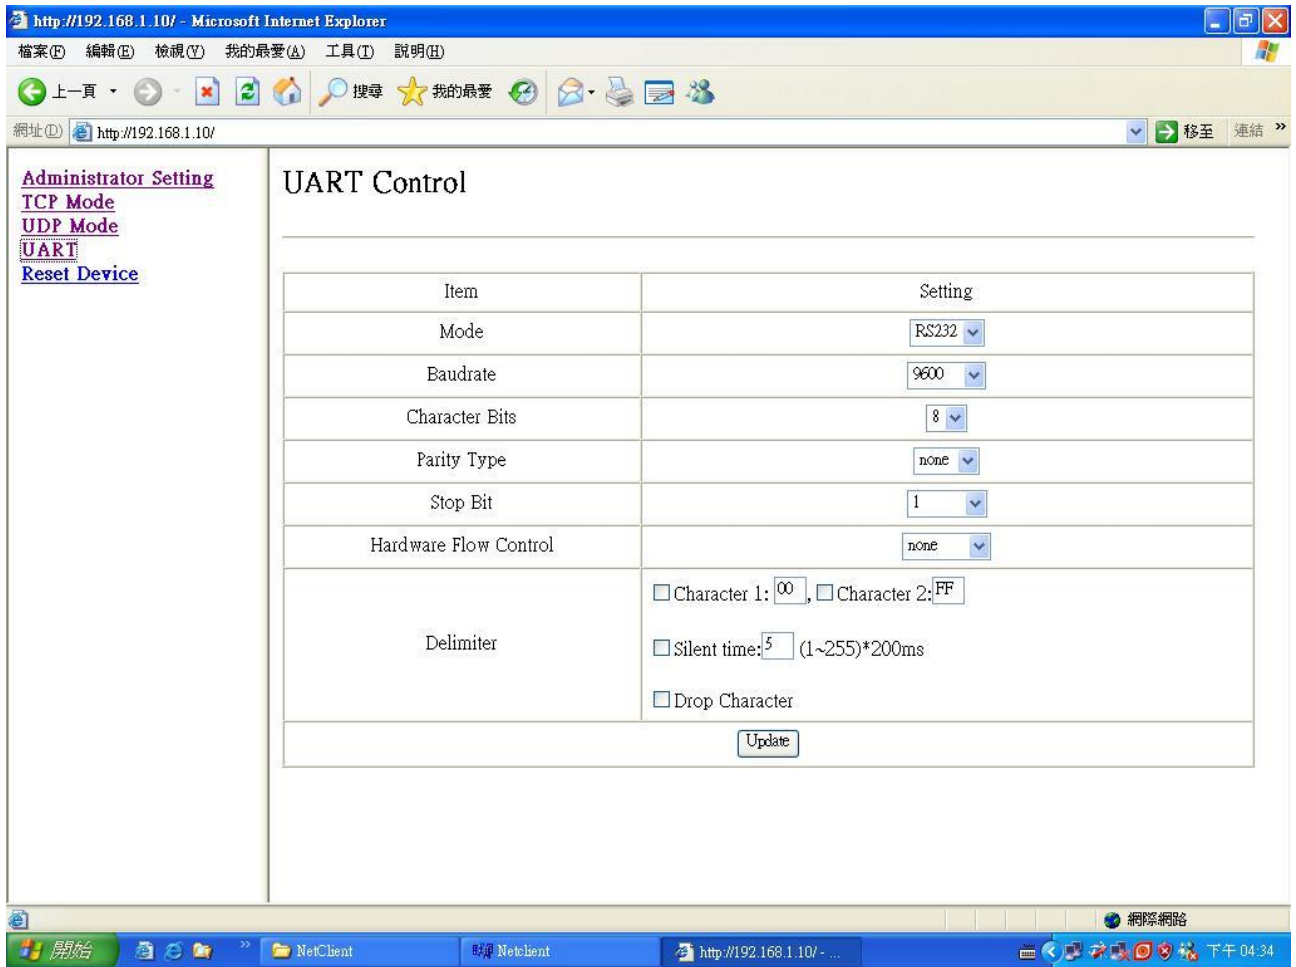 http://192.168.1.10/ - Microsoft Internet Explorer
檔案(F) 編輯(E) 檢視(V) 我的最愛(A) 工具(T) 說明(H)
上一頁 搜尋 我的最愛
網址(D) http://192.168.1.10/ 移至 連結 »
Administrator Setting
TCP Mode
UDP Mode
UART
Reset Device
UART Control
Item Setting
Mode RS232
Baudrate 9600
Character Bits 8
Parity Type none
Stop Bit 1
Hardware Flow Control none
Delimiter
Character 1: 00 , Character 2: FF
Silent time: 5 (1~255)*200ms
Drop Character
Update
網際網路
開始 » NetClient Netclient http://192.168.1.10/ - ... 下午 04:34